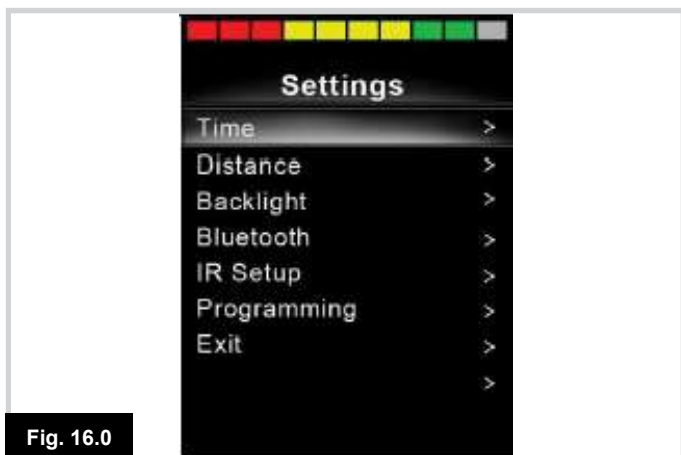 Settings
Time >
Distance >
Backlight >
Bluetooth >
IR Setup >
Programming >
Exit >
>
Fig. 16.0